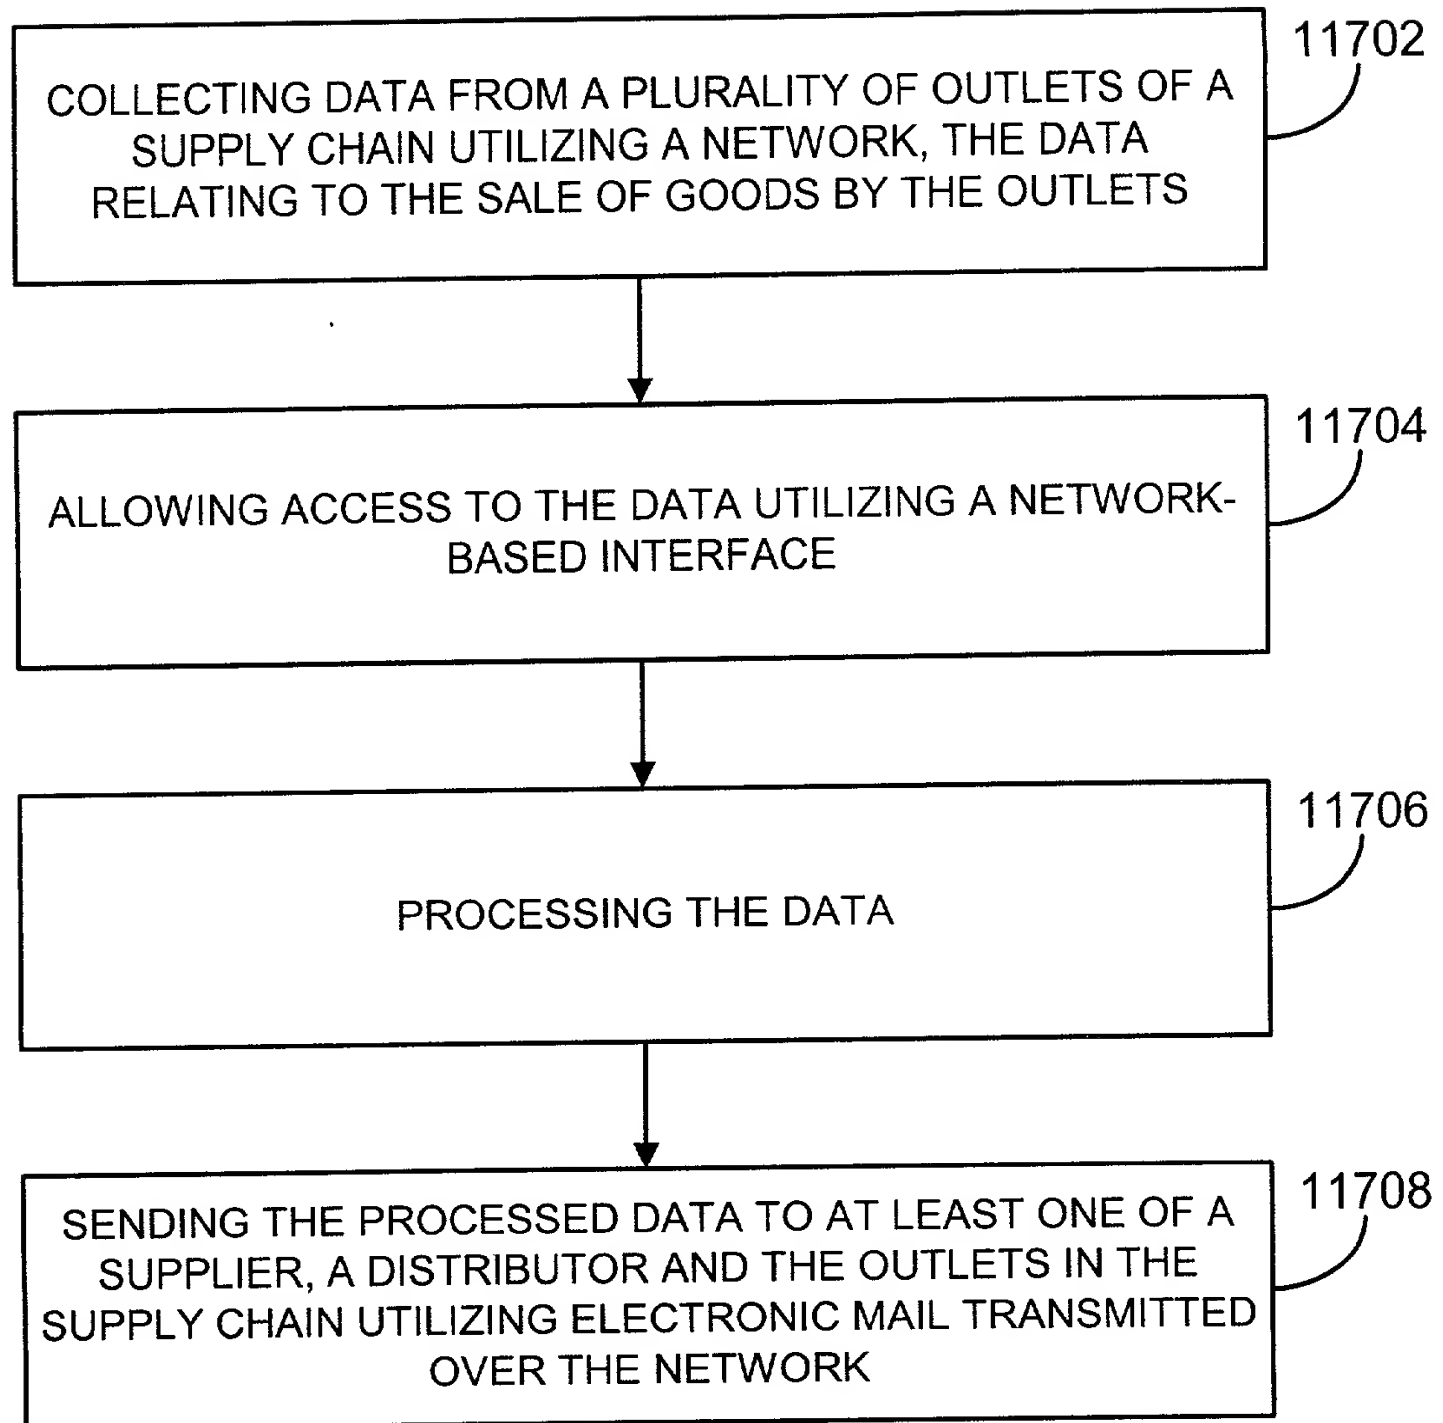 11702
COLLECTING DATA FROM A PLURALITY OF OUTLETS OF A
SUPPLY CHAIN UTILIZING A NETWORK, THE DATA
RELATING TO THE SALE OF GOODS BY THE OUTLETS
11704
ALLOWING ACCESS TO THE DATA UTILIZING A NETWORK-
BASED INTERFACE
11706
PROCESSING THE DATA
11708
SENDING THE PROCESSED DATA TO AT LEAST ONE OF A
SUPPLIER, A DISTRIBUTOR AND THE OUTLETS IN THE
SUPPLY CHAIN UTILIZING ELECTRONIC MAIL TRANSMITTED
OVER THE NETWORK